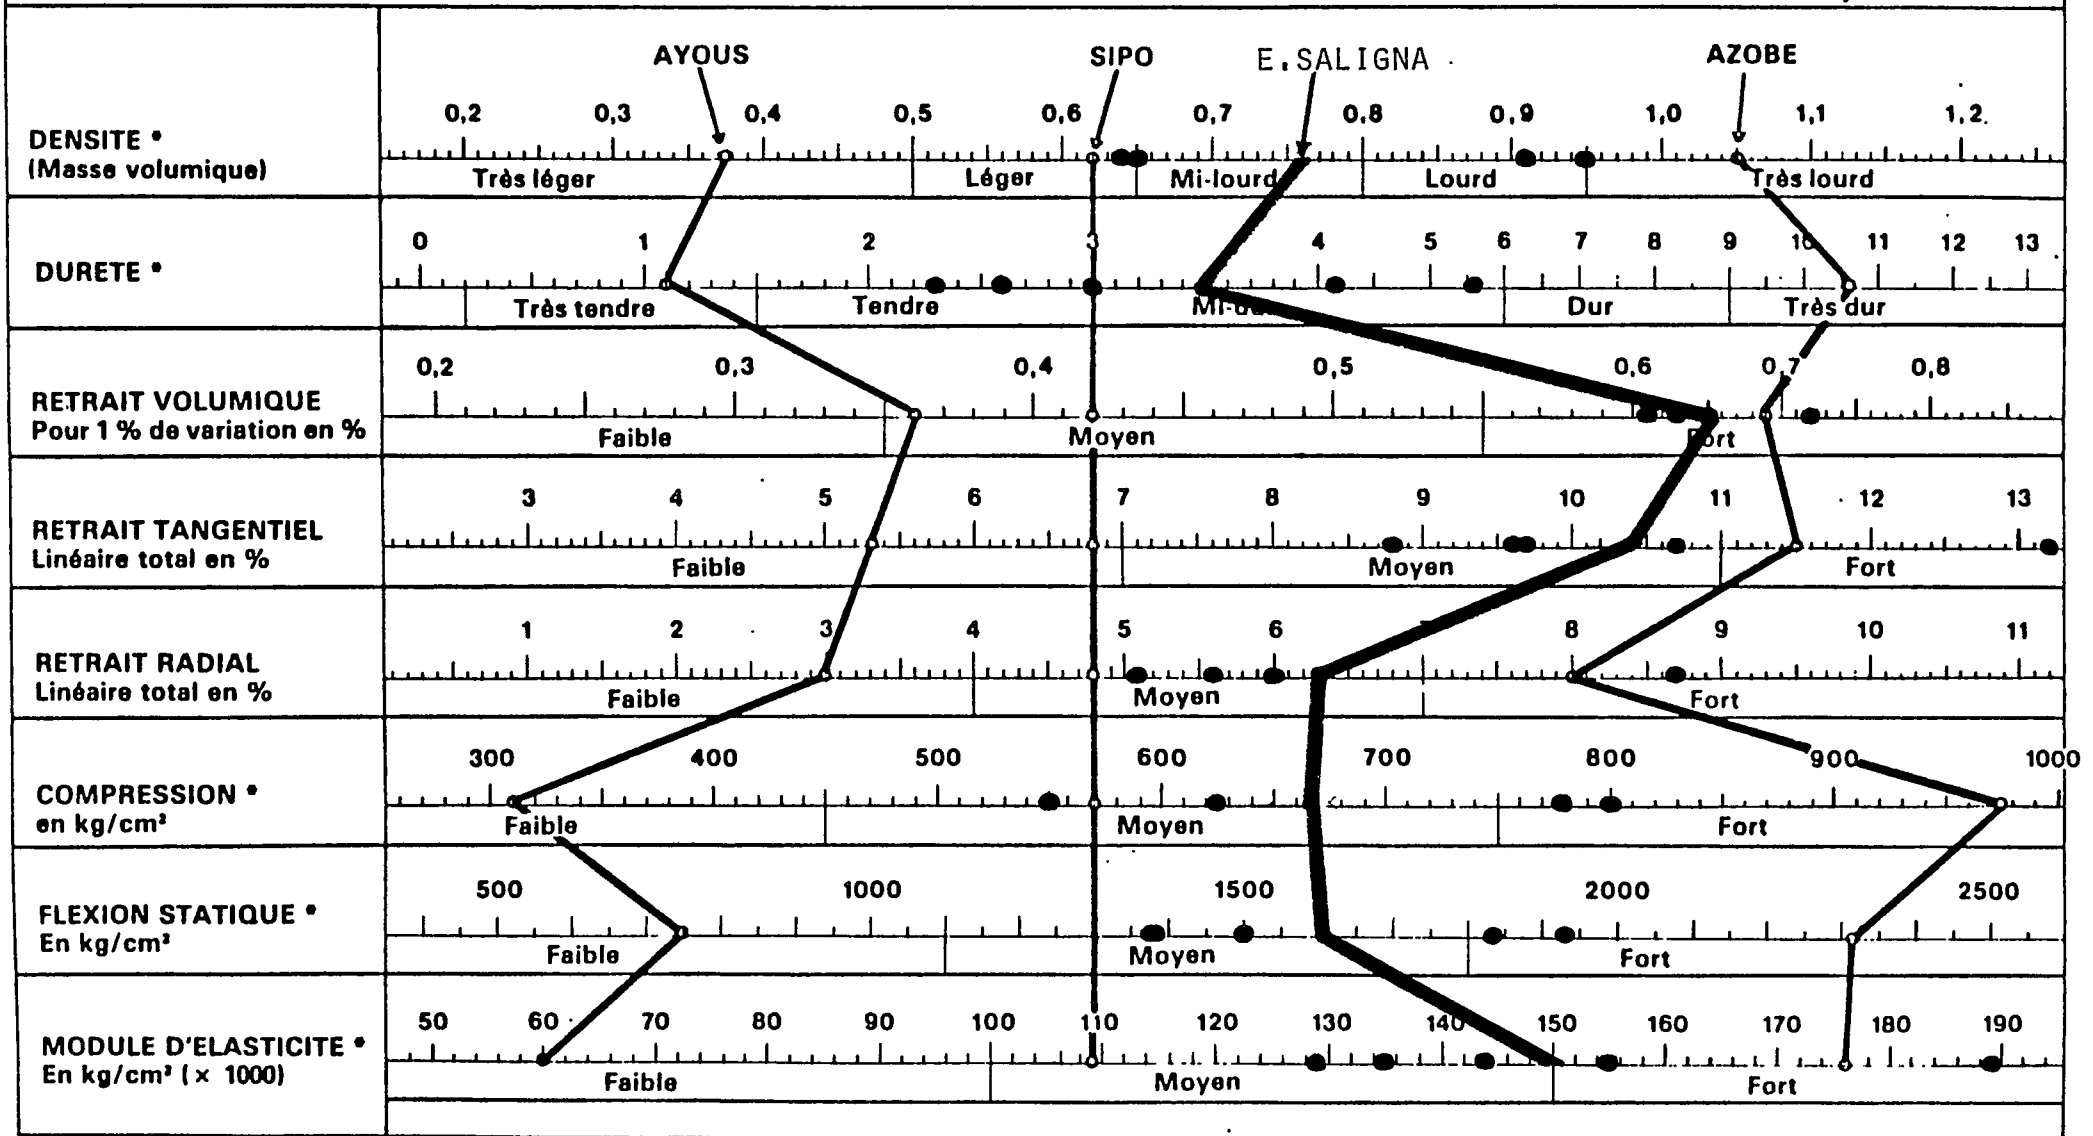 AYOUS SIPO E.SALIGNA AZOBE
0,2 0,3 0,4 0,5 0,6 0,7 0,8 0,9 1,0 1,1 1,2
DENSITE *
(Masse volumique)
Très léger Léger Mi-lourd Lourd Très lourd
0 1 2 3 4 5 6 7 8 9 10 11 12 13
DURETE *
Très tendre Tendre Mi-du Dur Très dur
0,2 0,3 0,4 0,5 0,6 0,7 0,8
RETRAIT VOLUMIQUE
Pour 1 % de variation en %
Faible Moyen Fort
3 4 5 6 7 8 9 10 11 12 13
RETRAIT TANGENTIEL
Linéaire total en %
Faible Moyen Fort
1 2 3 4 5 6 7 8 9 10 11
RETRAIT RADIAL
Linéaire total en %
Faible Moyen Fort
300 400 500 600 700 800 900 1000
COMPRESSION *
en kg/cm²
Faible Moyen Fort
500 1000 1500 2000 2500
FLEXION STATIQUE *
En kg/cm²
Faible Moyen Fort
50 60 70 80 90 100 110 120 130 140 150 160 170 180 190
MODULE D'ELASTICITE *
En kg/cm² (× 1000)
Faible Moyen Fort